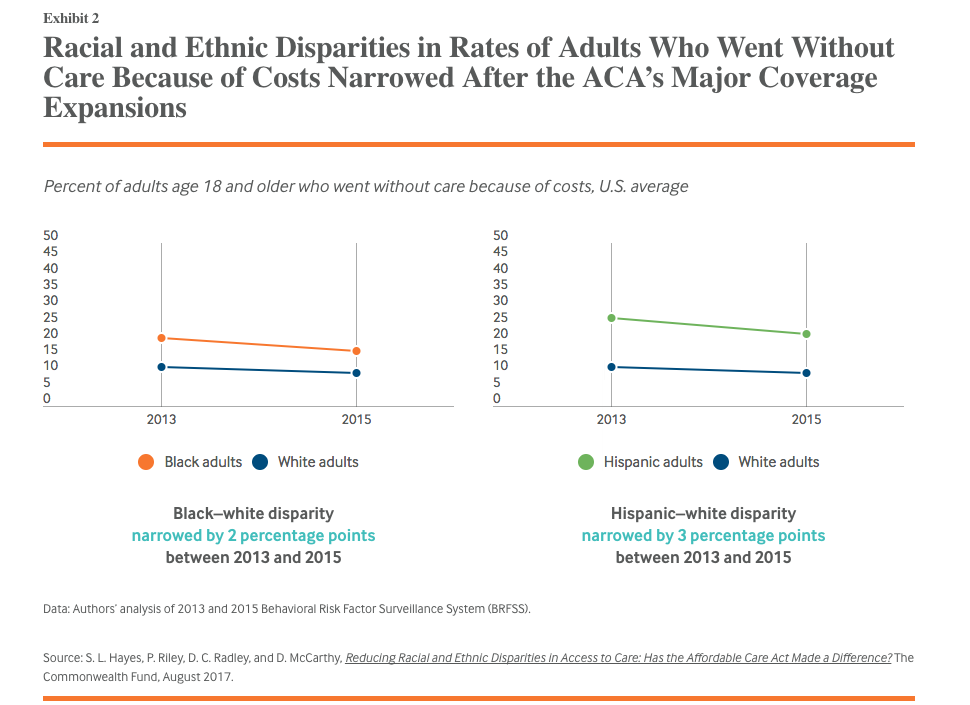 Exhibit 2
Racial and Ethnic Disparities in Rates of Adults Who Went Without
Care Because of Costs Narrowed After the ACA’s Major Coverage
Expansions
Percent of adults age 18 and older who went without care because of costs, U.S. average
50
45
40
35
30
25
20
15
10
5
0
2013 2015
Black adults White adults
Black–white disparity
narrowed by 2 percentage points
between 2013 and 2015
50
45
40
35
30
25
20
15
10
5
0
2013 2015
Hispanic adults White adults
Hispanic–white disparity
narrowed by 3 percentage points
between 2013 and 2015
Data: Authors’ analysis of 2013 and 2015 Behavioral Risk Factor Surveillance System (BRFSS).
Source: S. L. Hayes, P. Riley, D. C. Radley, and D. McCarthy, Reducing Racial and Ethnic Disparities in Access to Care: Has the Affordable Care Act Made a Difference? The
Commonwealth Fund, August 2017.